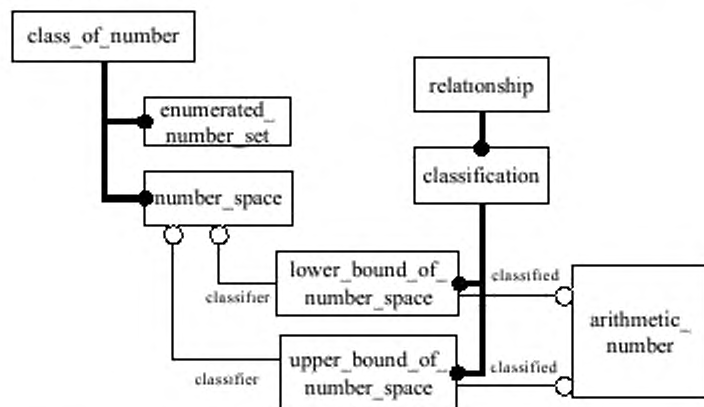 class_of_number
relationship
enumerated_
number_set
classification
number_space
lower_bound_of_
number_space
classified
classifier
arithmetic_
number
upper_bound_of_
number_space
classified
classifier